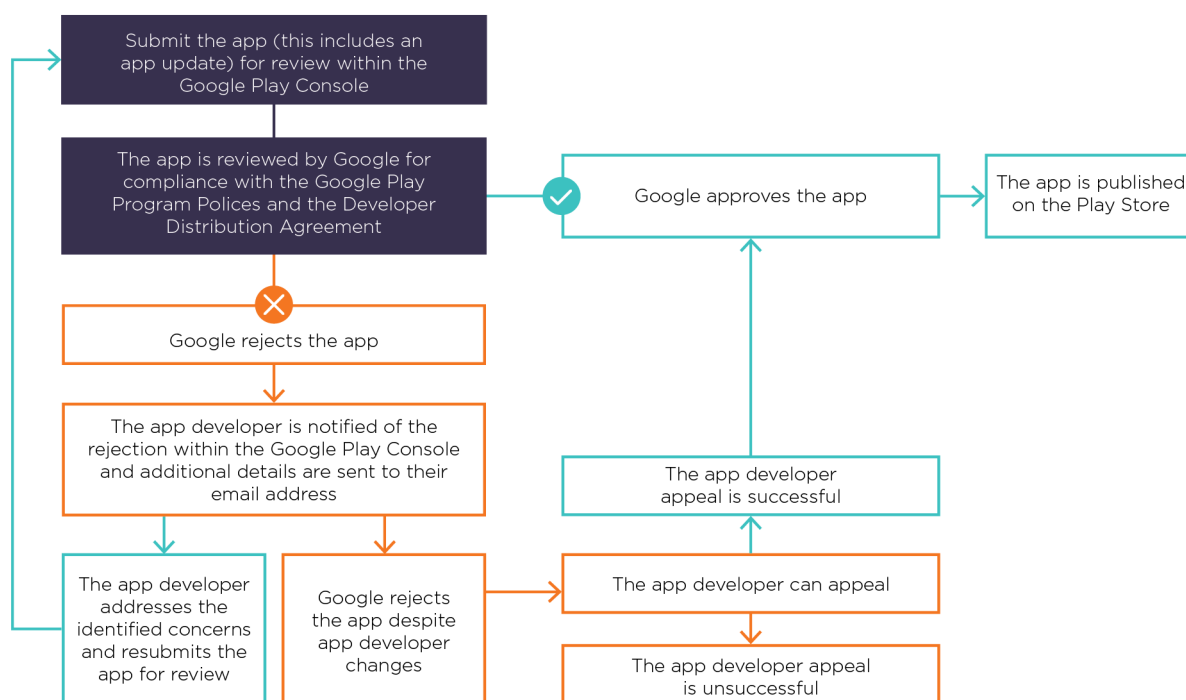 Submit the app (this includes an
app update) for review within the
Google Play Console
The app is reviewed by Google for
compliance with the Google Play
Program Polices and the Developer
Distribution Agreement
Google approves the app
The app is published
on the Play Store
Google rejects the app
The app developer is notified of the
rejection within the Google Play Console
and additional details are sent to their
email address
The app developer
appeal is successful
The app developer
addresses the
identified concerns
and resubmits the
app for review
Google rejects
the app despite
app developer
changes
The app developer can appeal
The app developer appeal
is unsuccessful